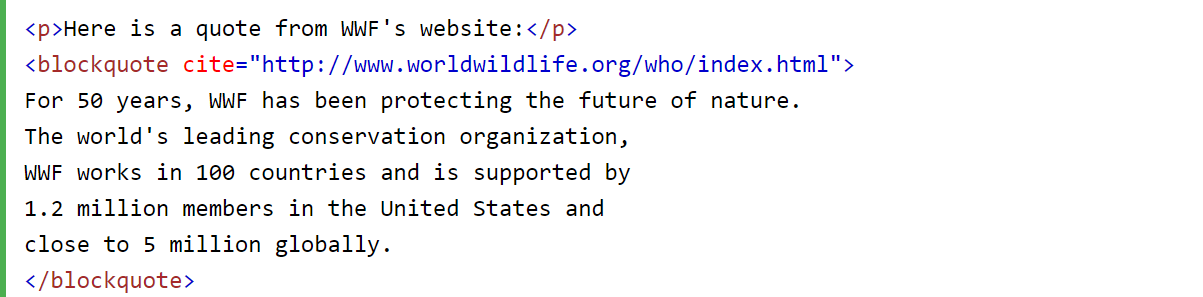 <p>Here is a quote from WWF's website:</p>
<blockquote cite="http://www.worldwildlife.org/who/index.html">
For 50 years, WWF has been protecting the future of nature.
The world's leading conservation organization,
WWF works in 100 countries and is supported by
1.2 million members in the United States and
close to 5 million globally.
</blockquote>